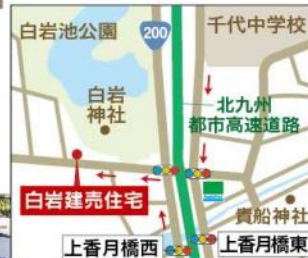 白岩池公園
200
千代中学校
白岩
神社
北九州
都市高速道路
白岩建売住宅
貴船神社
上香月橋西
上香月橋東